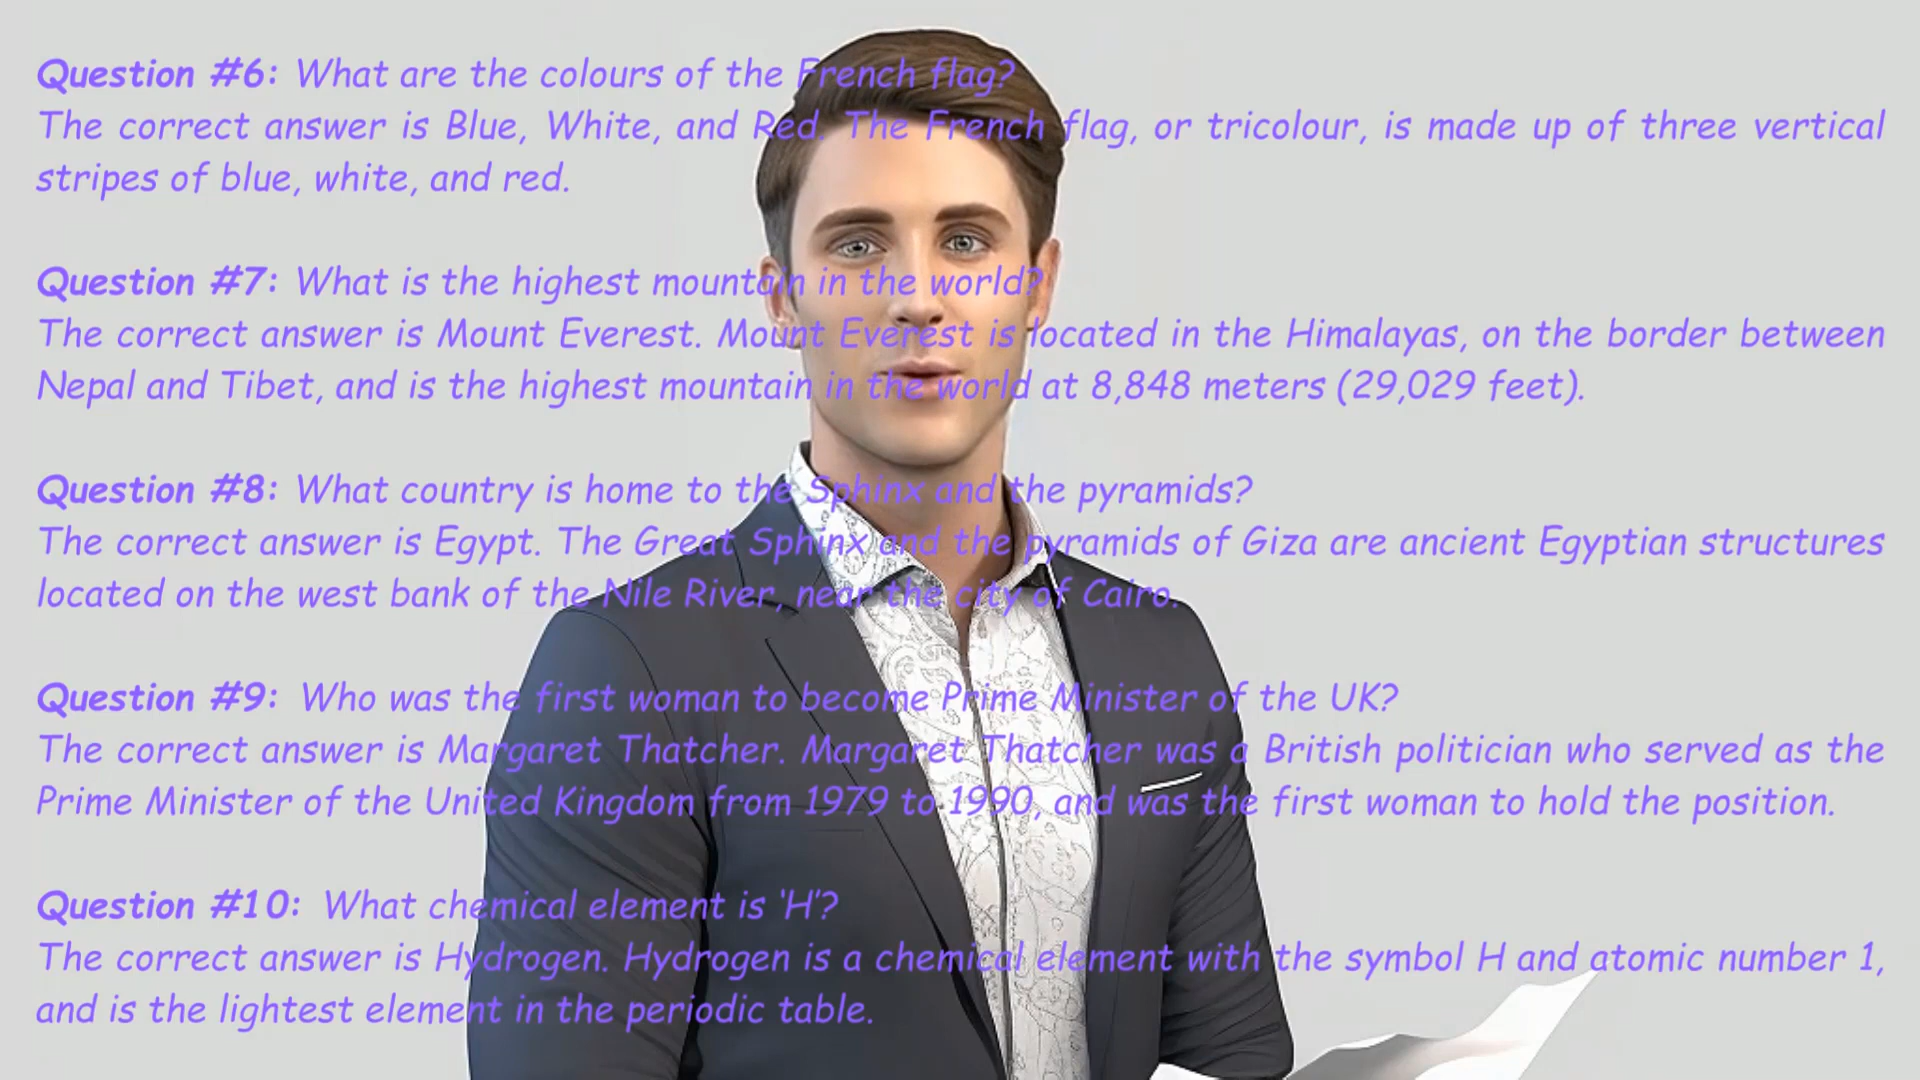 Question #6: What are the colours of the French flag?
The correct answer is Blue, White, and Red. The French flag, or tricolour, is made up of three vertical
stripes of blue, white, and red.
Question #7: What is the highest mountain in the world?
The correct answer is Mount Everest. Mount Everest is located in the Himalayas, on the border between
Nepal and Tibet, and is the highest mountain in the world at 8,848 meters (29,029 feet).
Question #8: What country is home to the Sphinx and the pyramids?
The correct answer is Egypt. The Great Sphinx and the pyramids of Giza are ancient Egyptian structures
located on the west bank of the Nile River, near the city of Cairo.
Question #9: Who was the first woman to become Prime Minister of the UK?
The correct answer is Margaret Thatcher. Margaret Thatcher was a British politician who served as the
Prime Minister of the United Kingdom from 1979 to 1990, and was the first woman to hold the position.
Question #10: What chemical element is ‘H’?
The correct answer is Hydrogen. Hydrogen is a chemical element with the symbol H and atomic number 1,
and is the lightest element in the periodic table.